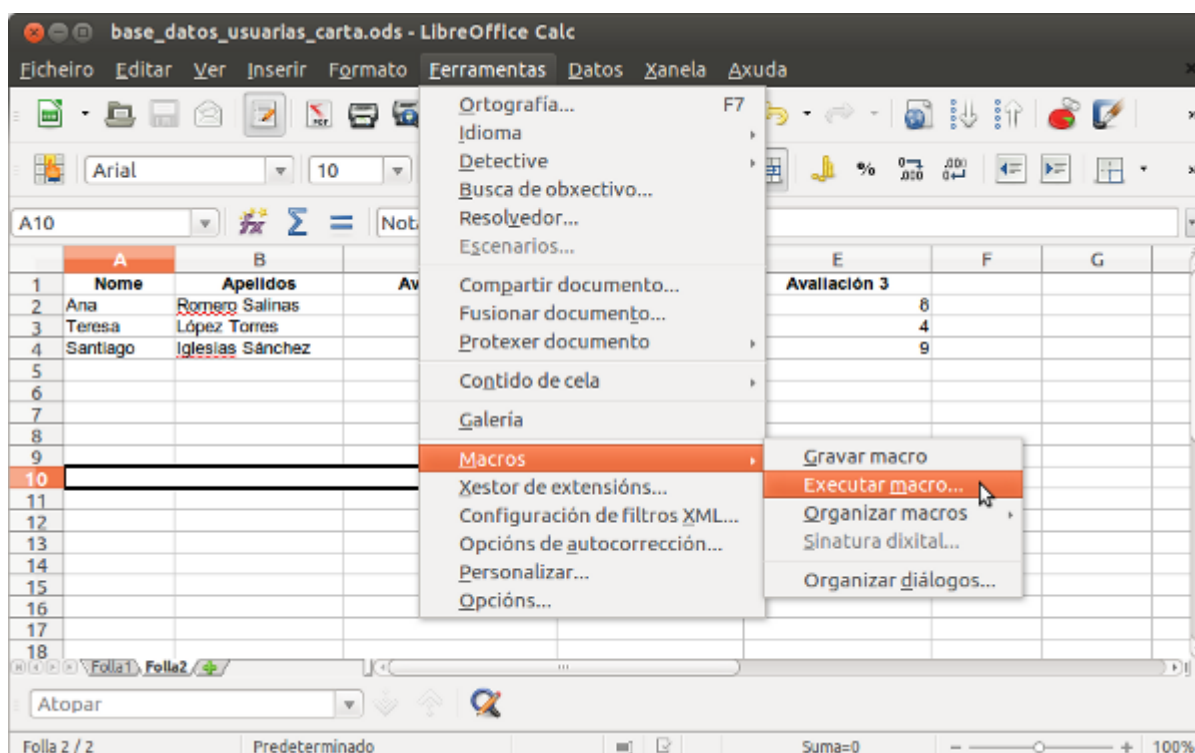 base_datos_usuarias_carta.ods - LibreOffice Calc
Ficheiro Editar Ver Inserir Formato Ferramentas Datos Xanela Axuda
Arial 10
A10
A B E F G
1 Nome Apelidos Avaliación 3
2 Ana Romero Salinas 8
3 Teresa López Torres 4
4 Santiago Iglesias Sánchez 9
5
6
7
8
9
10
11
12
13
14
15
16
17
18
Ortografía... F7
Idioma
Detective
Busca de obxectivo...
Resolvedor...
Escenarios...
Compartir documento...
Fusionar documento...
Protexer documento
Contido de cela
Galería
Macros
Xestor de extensións...
Configuración de filtros XML...
Opcións de autocorrección...
Personalizar...
Opcións...
Gravar macro
Executar macro...
Organizar macros
Sinatura dixital...
Organizar diálogos...
Folla1 Folla2
Atopar
Folla 2 / 2 Predeterminado Suma=0 100%